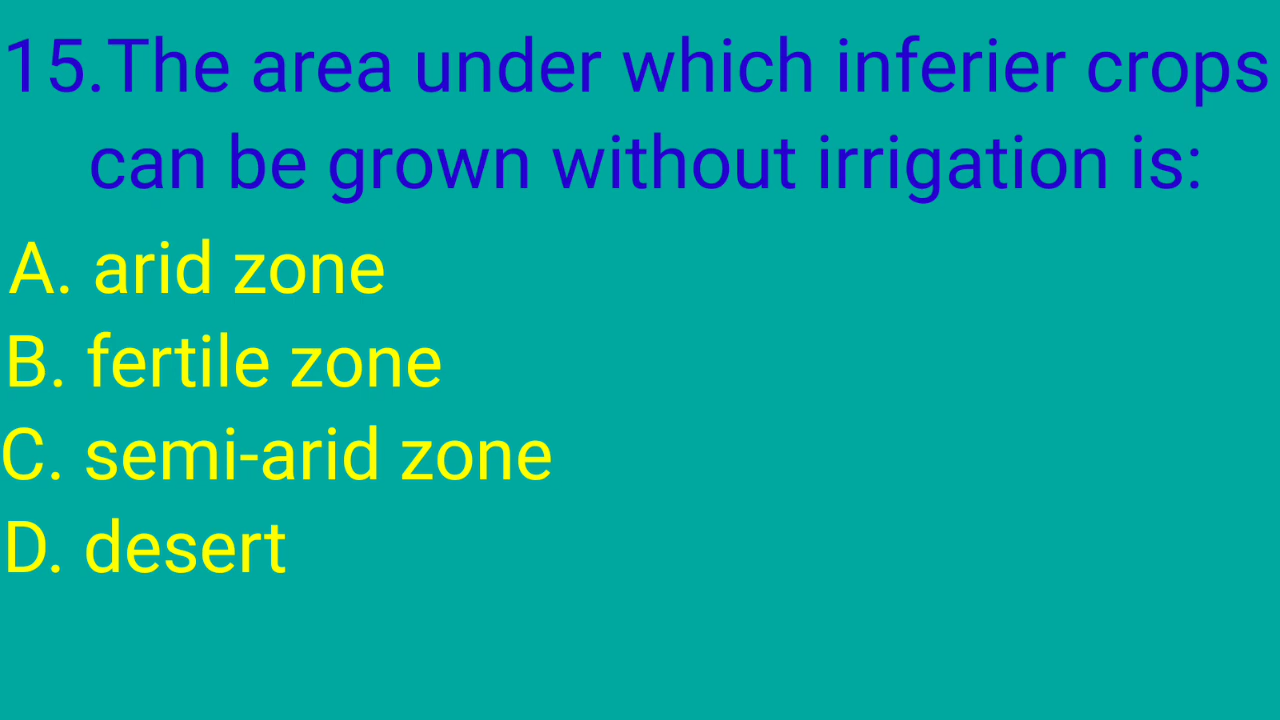 15.The area under which inferier crops
can be grown without irrigation is:
A. arid zone
B. fertile zone
C. semi-arid zone
D. desert